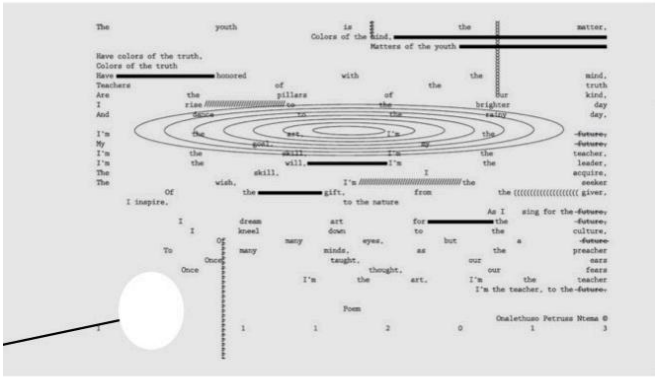 The youth is the matter,
Colors of the kind,
Matters of the youth
Have colors of the truth,
Colors of the truth
Have honored with the mind.
Teachers of the truth
Are the pillars of our kind,
I rise to the brighter day
And dance to the rainy day,
I'm the art, I'm the future,
My goal, my future,
I'm the skill, I'm the teacher,
I'm the will, I'm the leader,
The skill, I acquire,
The wish, I'm the seeker
Of the gift, from the giver,
I inspire, to the nature
As I sing for the future,
I dream art for the future,
I kneel down to the culture,
Of many eyes, but a future
To many minds, as the preacher
Once taught, our ears
Once thought, our fears
I'm the art, I'm the teacher
I'm the teacher, to the future.
Poem
Onalethuso Petruss Ntema ©
1 1 1 2 0 1 3